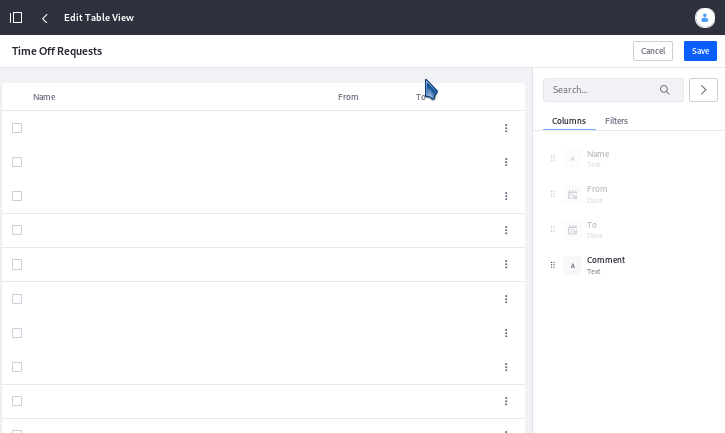 Edit Table View
Time Off Requests
Cancel
Save
Name
From
To
Search...
Columns
Filters
A
Name
Text
From
Date
To
Date
A
Comment
Text